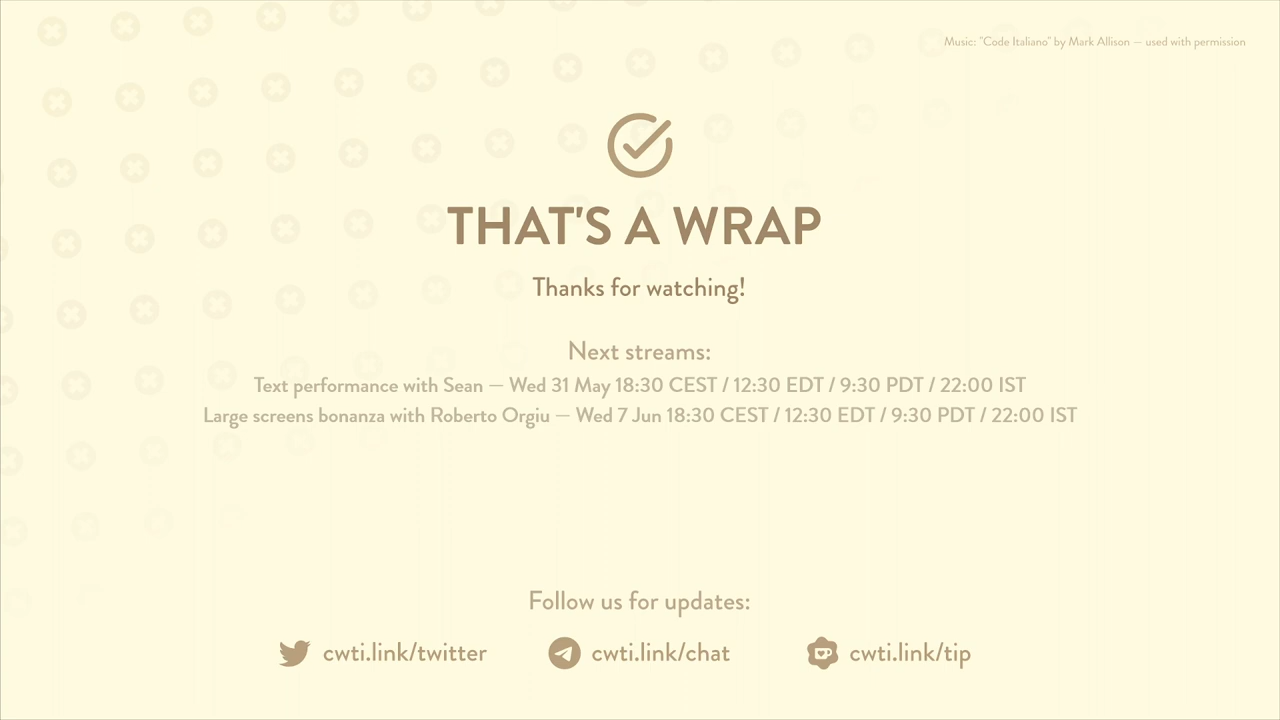 Music: "Code Italiano" by Mark Allison — used with permission
THAT'S A WRAP
Thanks for watching!
Next streams:
Text performance with Sean — Wed 31 May 18:30 CEST / 12:30 EDT / 9:30 PDT / 22:00 IST
Large screens bonanza with Roberto Orgiu — Wed 7 Jun 18:30 CEST / 12:30 EDT / 9:30 PDT / 22:00 IST
Follow us for updates:
cwti.link/twitter cwti.link/chat cwti.link/tip